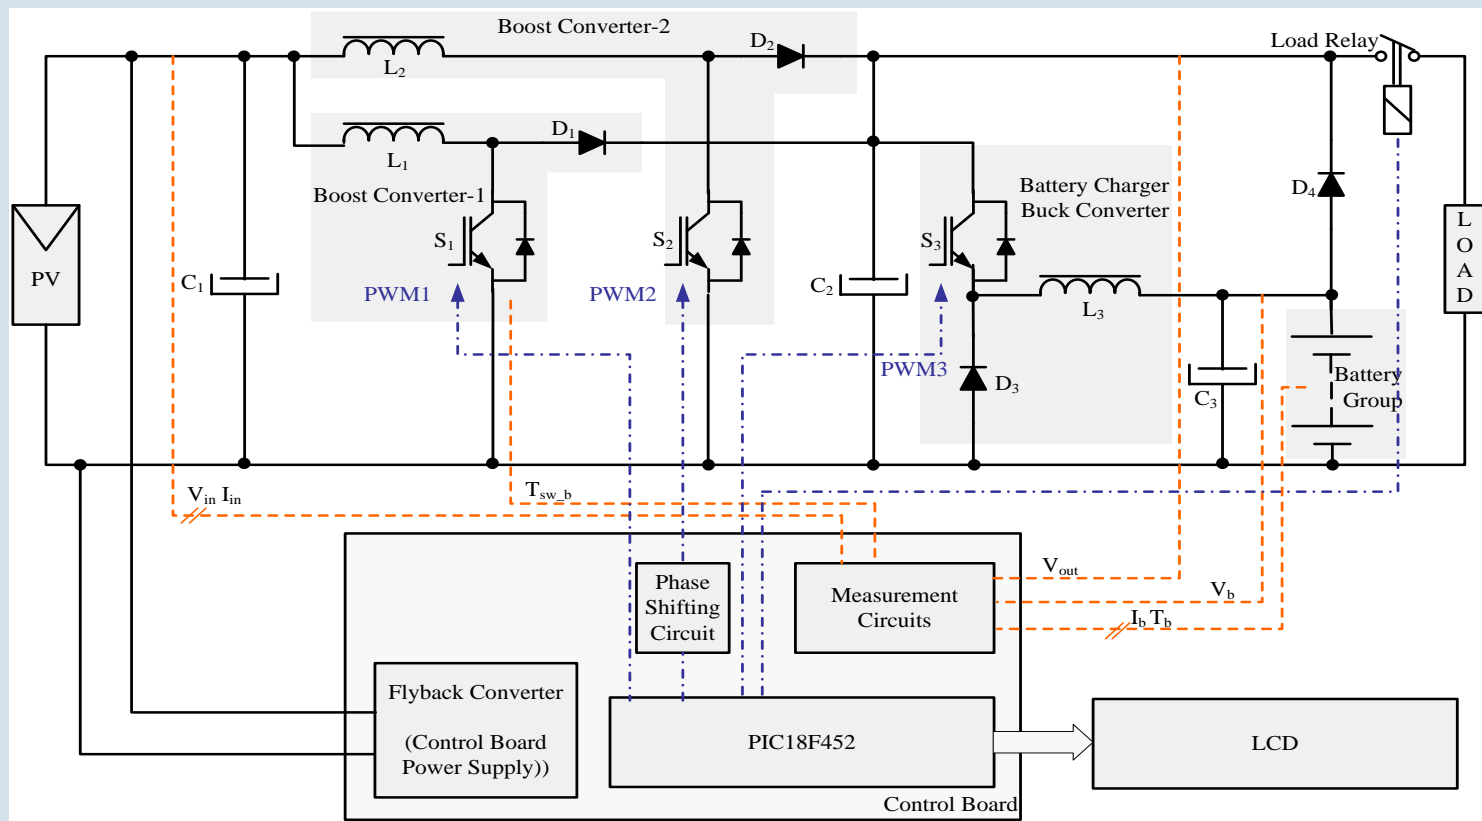 Boost Converter-2
D2
Load Relay
L2
D1
L1
Boost Converter-1
Battery Charger
Buck Converter
D4
S1
S2
S3
L
O
A
D
PV
C1
PWM1
PWM2
C2
L3
PWM3
D3
C3
Battery
Group
Vin Iin
Tsw_b
Vout
Vb
Ib Tb
Phase
Shifting
Circuit
Measurement
Circuits
Flyback Converter
(Control Board
Power Supply))
PIC18F452
LCD
Control Board